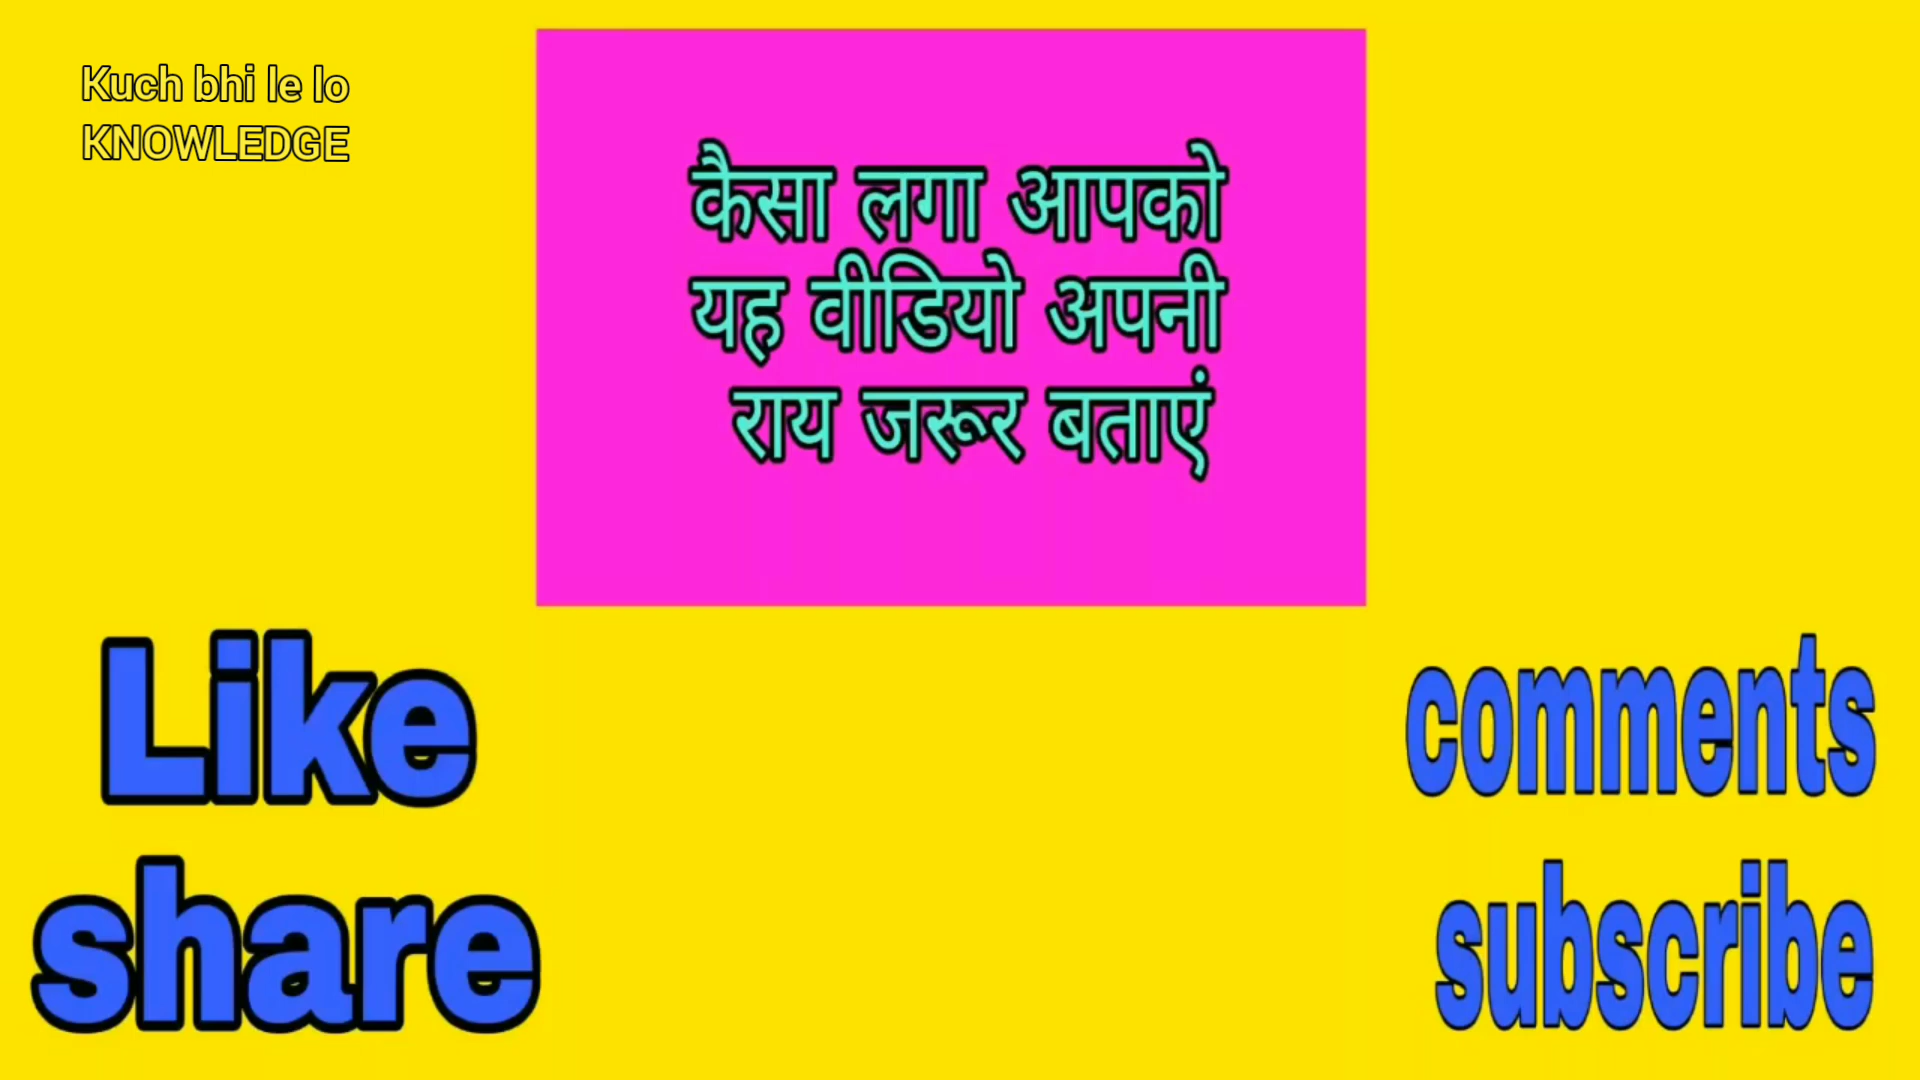 Kuch bhi le lo
KNOWLEDGE
कैसा लगा आपको
यह वीडियो अपनी
राय जरूर बताएं
Like
share
comments
subscribe